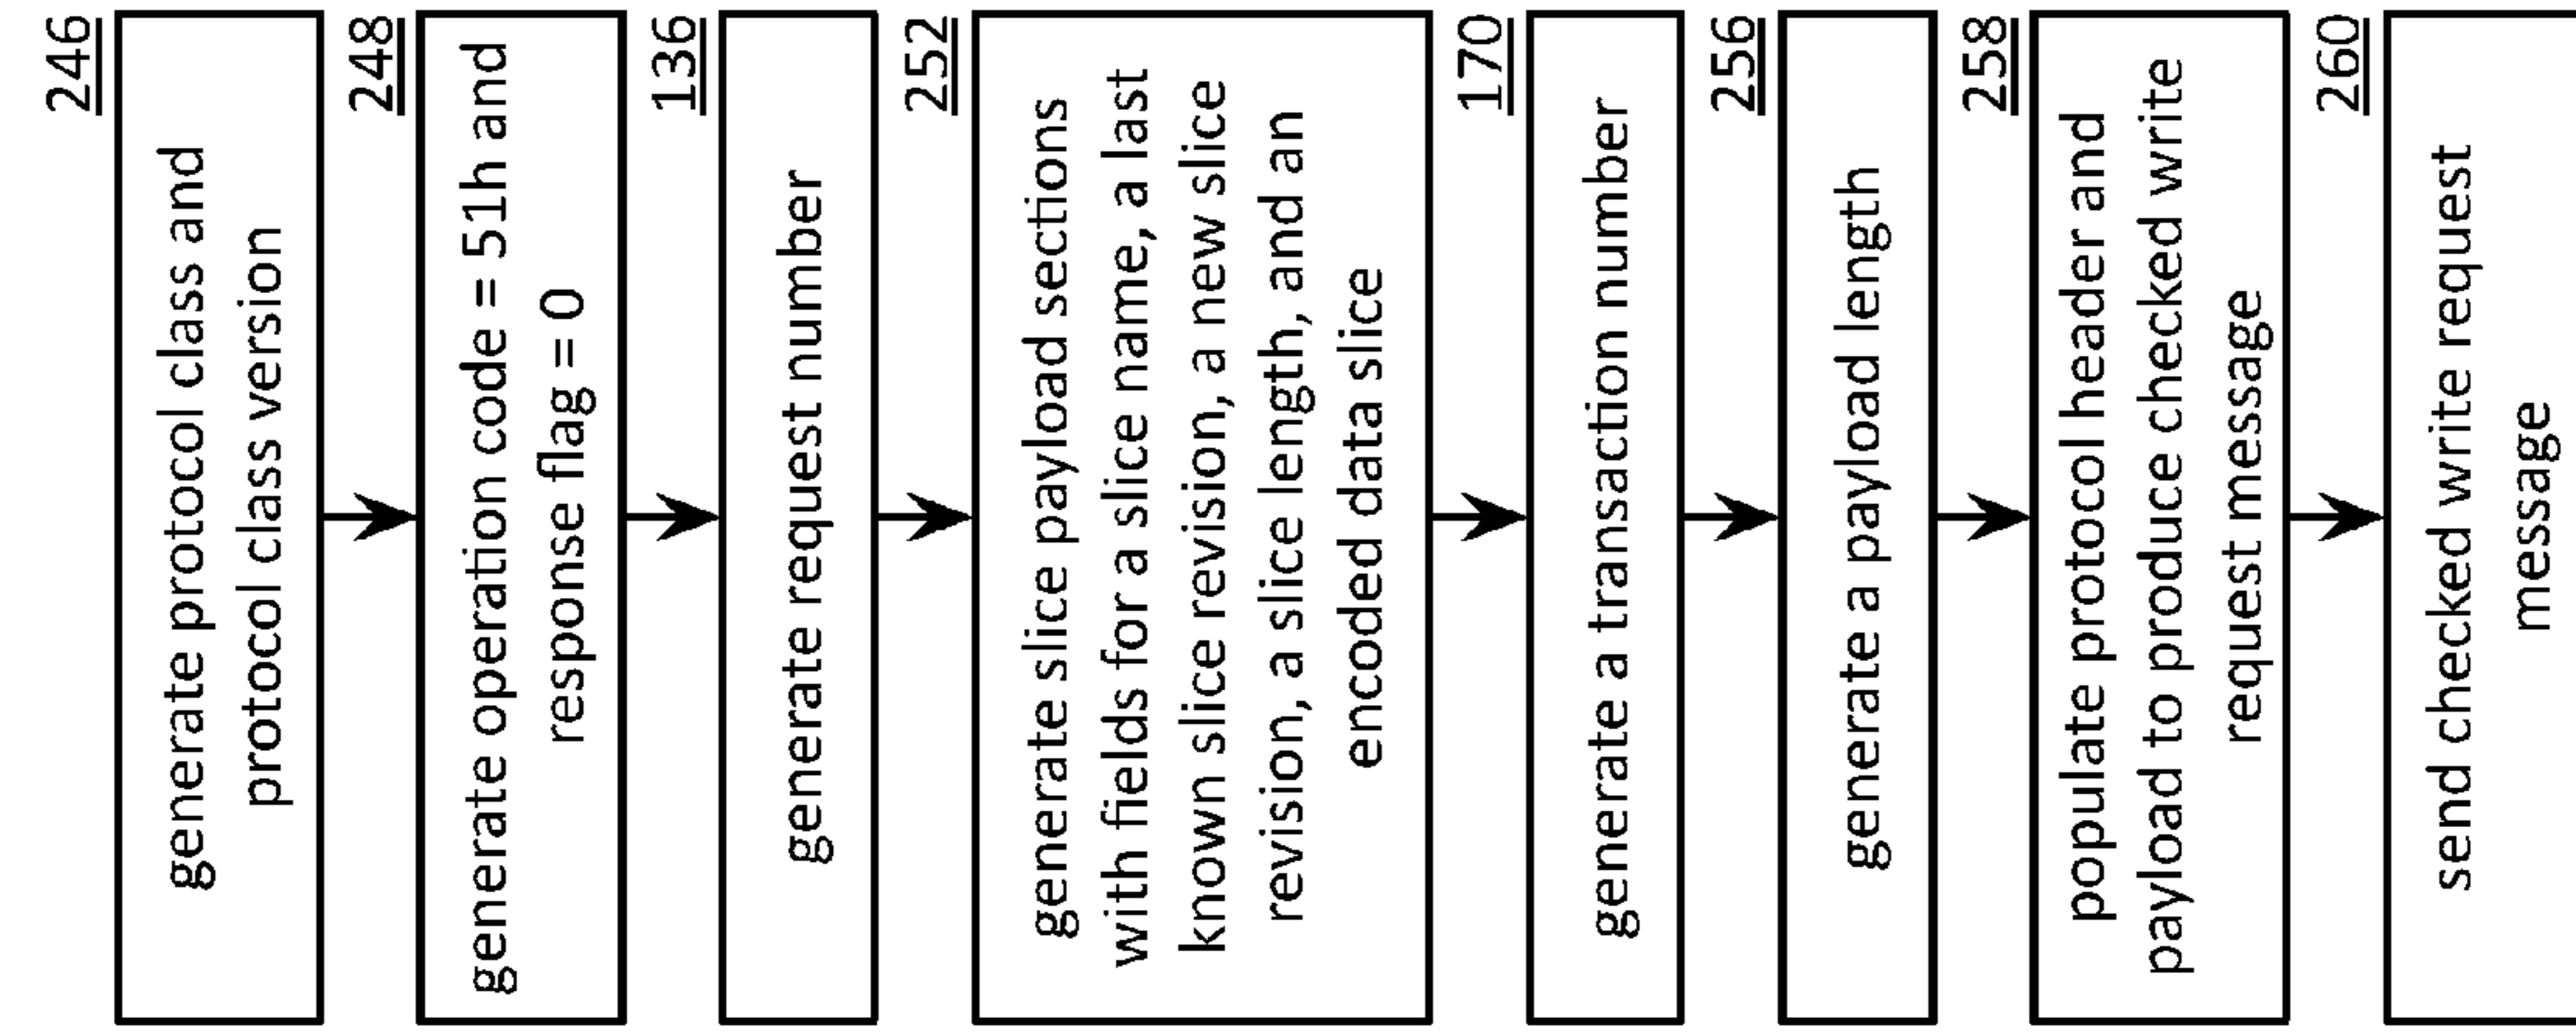 246
generate protocol class and
protocol class version
248
generate operation code = 51h and
response flag = 0
136
generate request number
252
generate slice payload sections
with fields for a slice name, a last
known slice revision, a new slice
revision, a slice length, and an
encoded data slice
170
generate a transaction number
256
generate a payload length
258
populate protocol header and
payload to produce checked write
request message
260
send checked write request
message